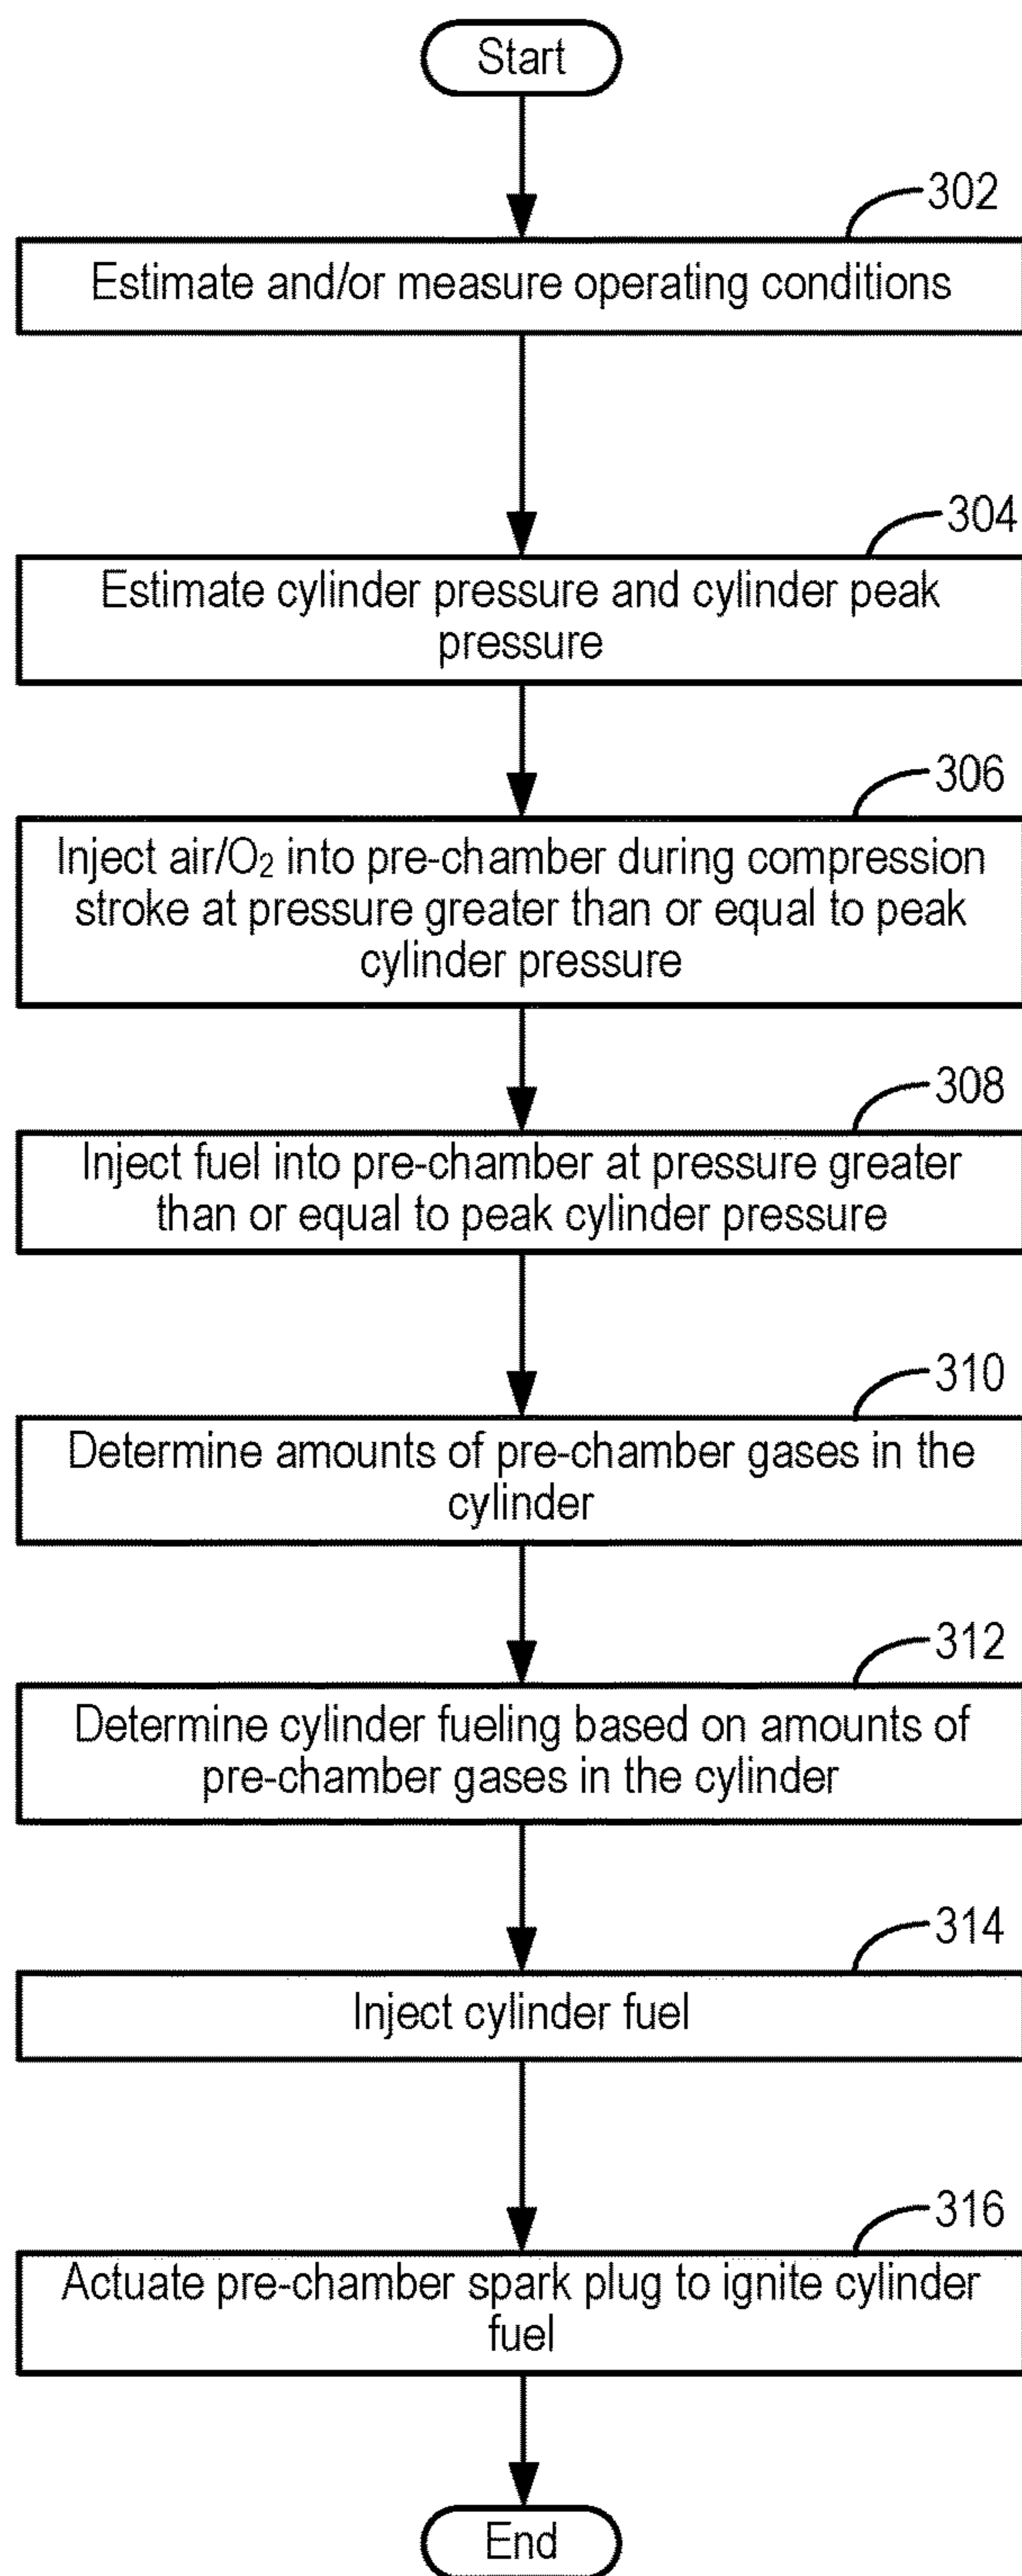 Start
302
Estimate and/or measure operating conditions
304
Estimate cylinder pressure and cylinder peak
pressure
306
Inject air/O₂ into pre-chamber during compression
stroke at pressure greater than or equal to peak
cylinder pressure
308
Inject fuel into pre-chamber at pressure greater
than or equal to peak cylinder pressure
310
Determine amounts of pre-chamber gases in the
cylinder
312
Determine cylinder fueling based on amounts of
pre-chamber gases in the cylinder
314
Inject cylinder fuel
316
Actuate pre-chamber spark plug to ignite cylinder
fuel
End